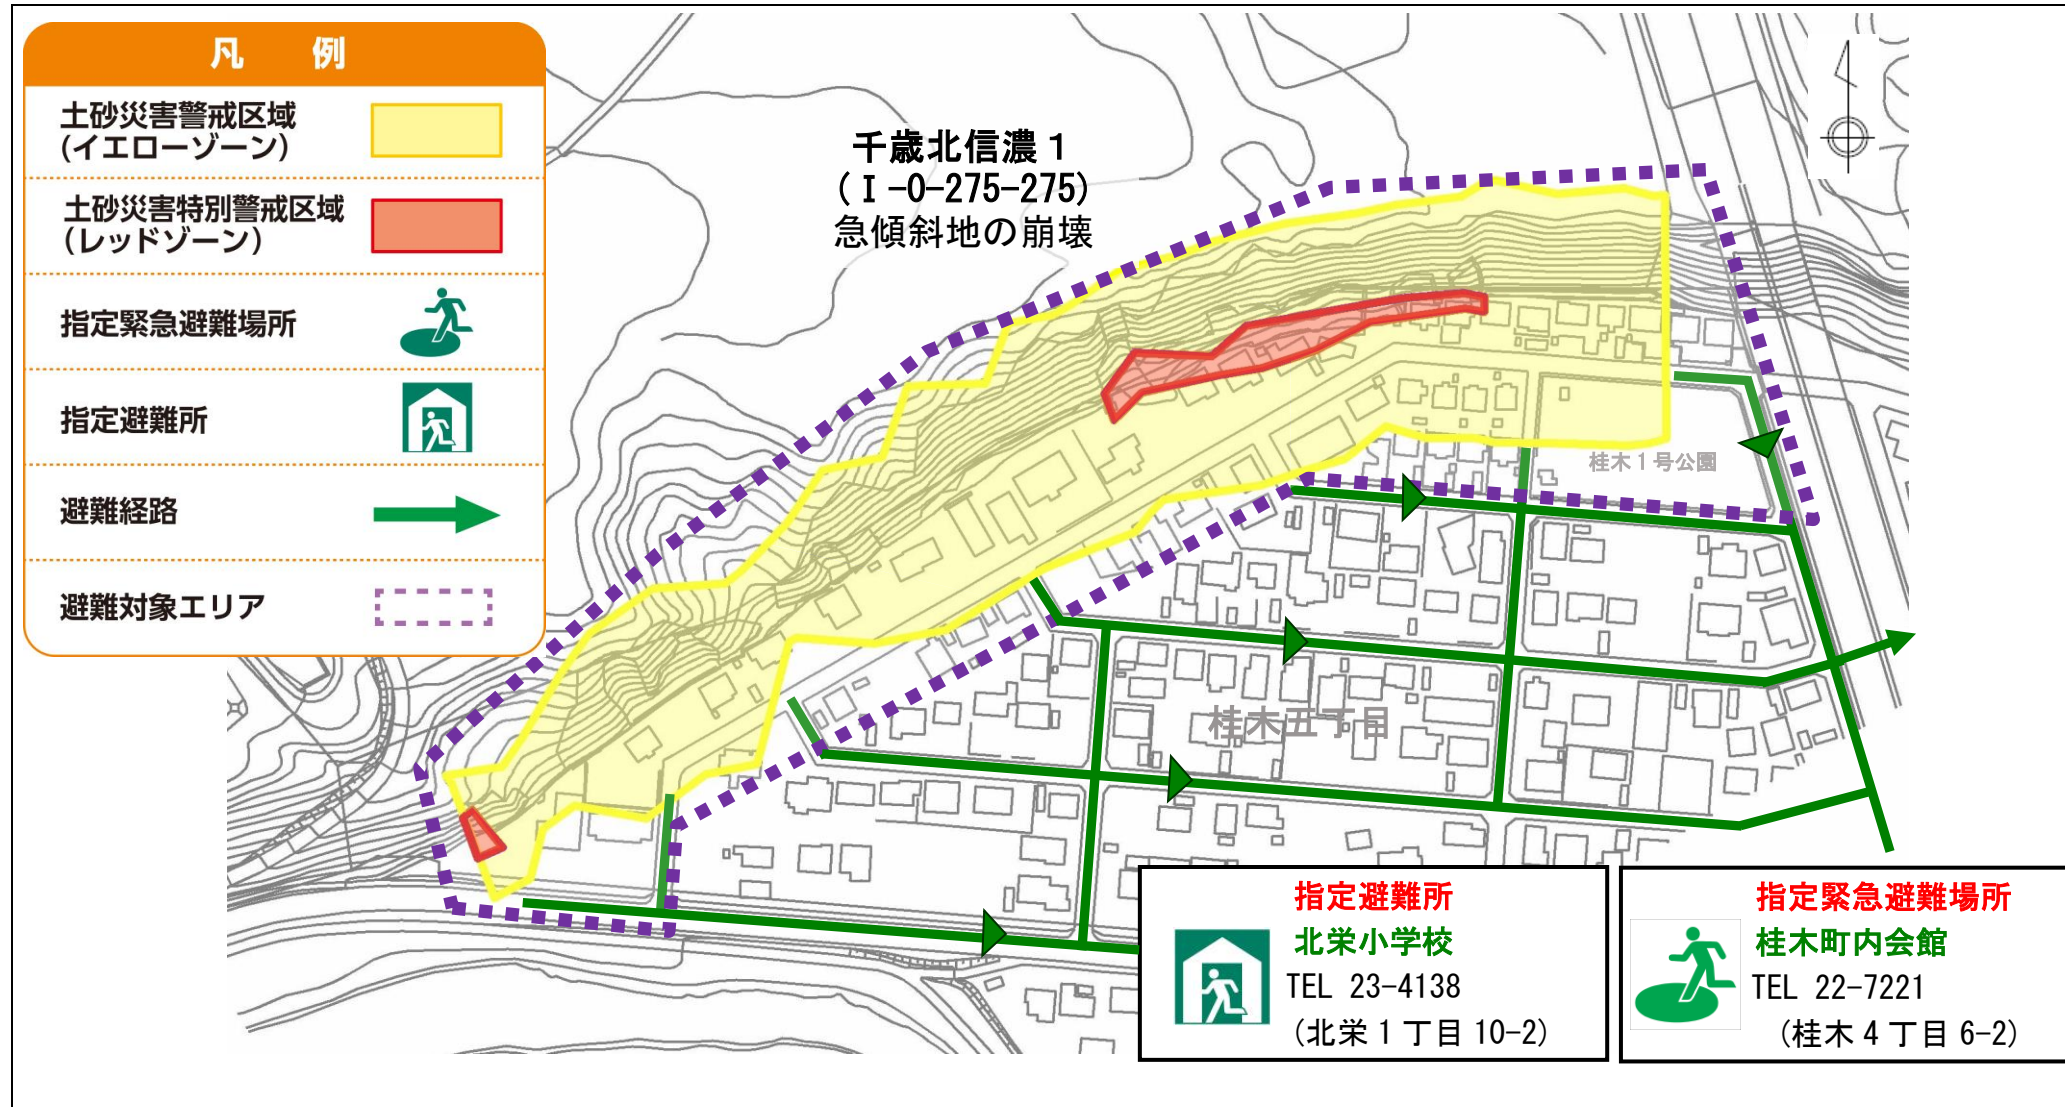 凡 例
土砂災害警戒区域
(イエローゾーン)
土砂災害特別警戒区域
(レッドゾーン)
指定緊急避難場所
指定避難所
避難経路
避難対象エリア
千歳北信濃1
(Ⅰ-0-275-275)
急傾斜地の崩壊
桂木1号公園
桂木五丁目
指定避難所
北栄小学校
TEL 23-4138
(北栄1丁目10-2)
指定緊急避難場所
桂木町内会館
TEL 22-7221
(桂木4丁目6-2)